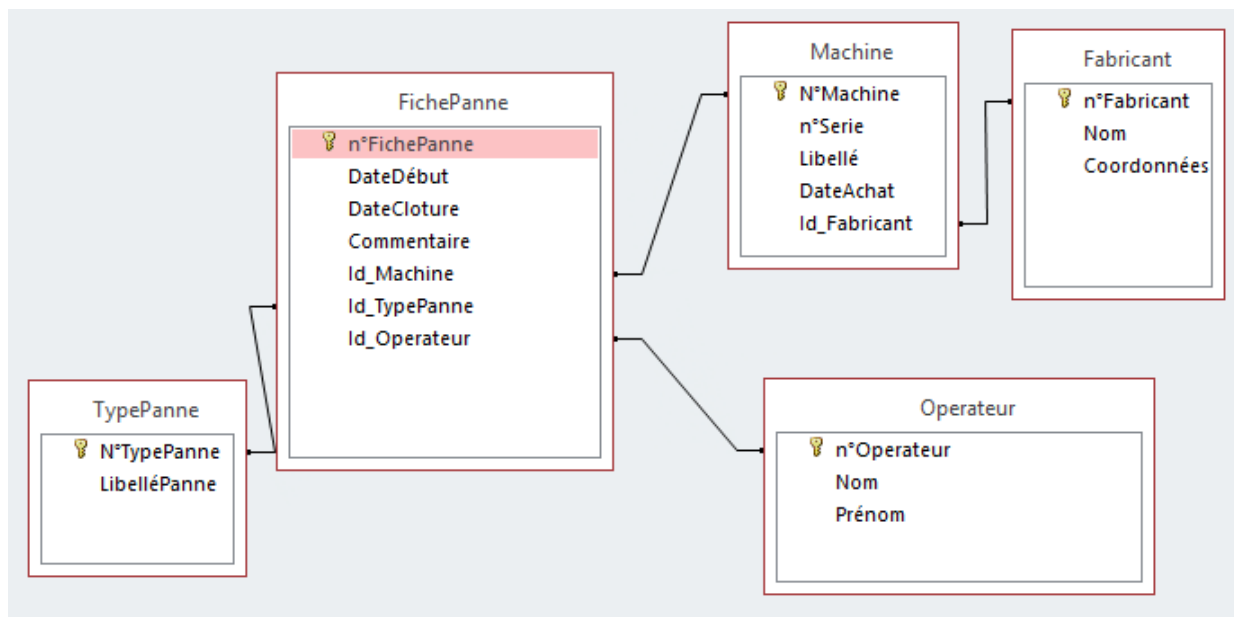 FichePanne
n°FichePanne
DateDébut
DateCloture
Commentaire
Id_Machine
Id_TypePanne
Id_Operateur
Machine
N°Machine
n°Serie
Libellé
DateAchat
Id_Fabricant
Fabricant
n°Fabricant
Nom
Coordonnées
TypePanne
N°TypePanne
LibelléPanne
Operateur
n°Operateur
Nom
Prénom